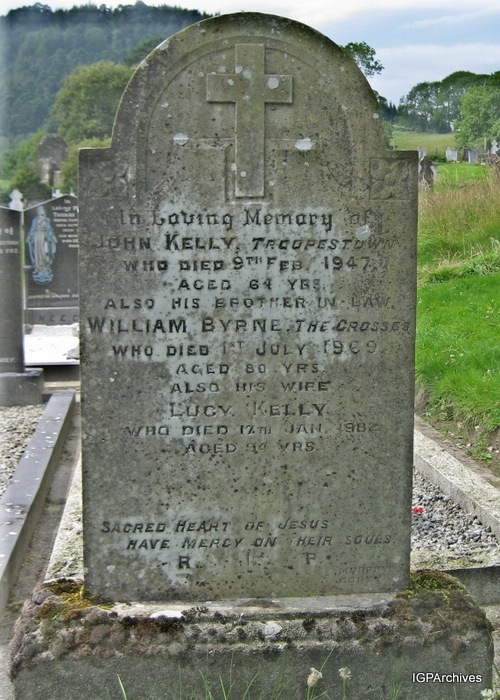 In Loving Memory of
JOHN KELLY, TROOPESTOWN
WHO DIED 9TH FEB. 1947.
AGED 64 YRS.
ALSO HIS BROTHER-IN-LAW,
WILLIAM BYRNE, THE CROSSES
WHO DIED 1ST JULY 1969
AGED 80 YRS.
ALSO HIS WIFE
LUCY KELLY
WHO DIED 17TH JAN. 1982
AGED 94 YRS.
SACRED HEART OF JESUS
HAVE MERCY ON THEIR SOULS.
R. I. P.
IGPArchives